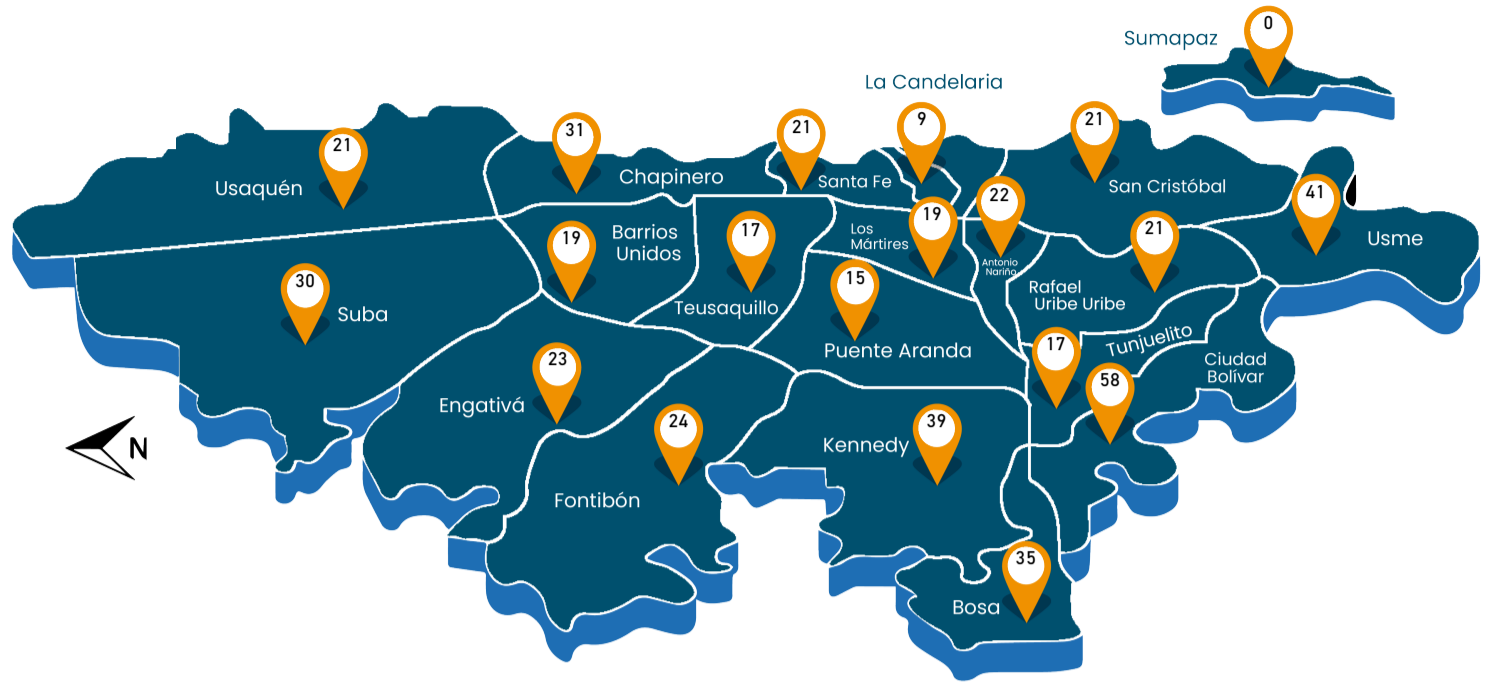 Sumapaz
0
La Candelaria
21
Usaquén
31
Chapinero
21
Santa Fe
9
21
San Cristóbal
41
Usme
30
Suba
19
Barrios
Unidos
17
Teusaquillo
Los
Mártires
19
22
Antonio
Nariño
21
Rafael
Uribe Uribe
15
Puente Aranda
17
Tunjuelito
58
Ciudad
Bolívar
23
Engativá
24
Fontibón
39
Kennedy
35
Bosa
N